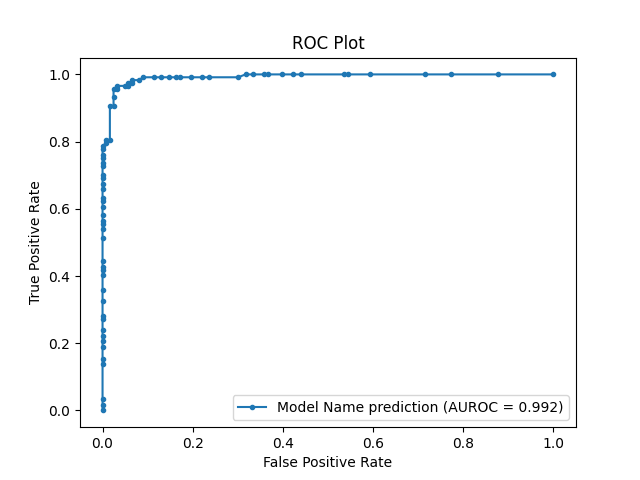 ROC Plot
True Positive Rate
1.0
0.8
0.6
0.4
0.2
0.0
Model Name prediction (AUROC = 0.992)
0.0 0.2 0.4 0.6 0.8 1.0
False Positive Rate